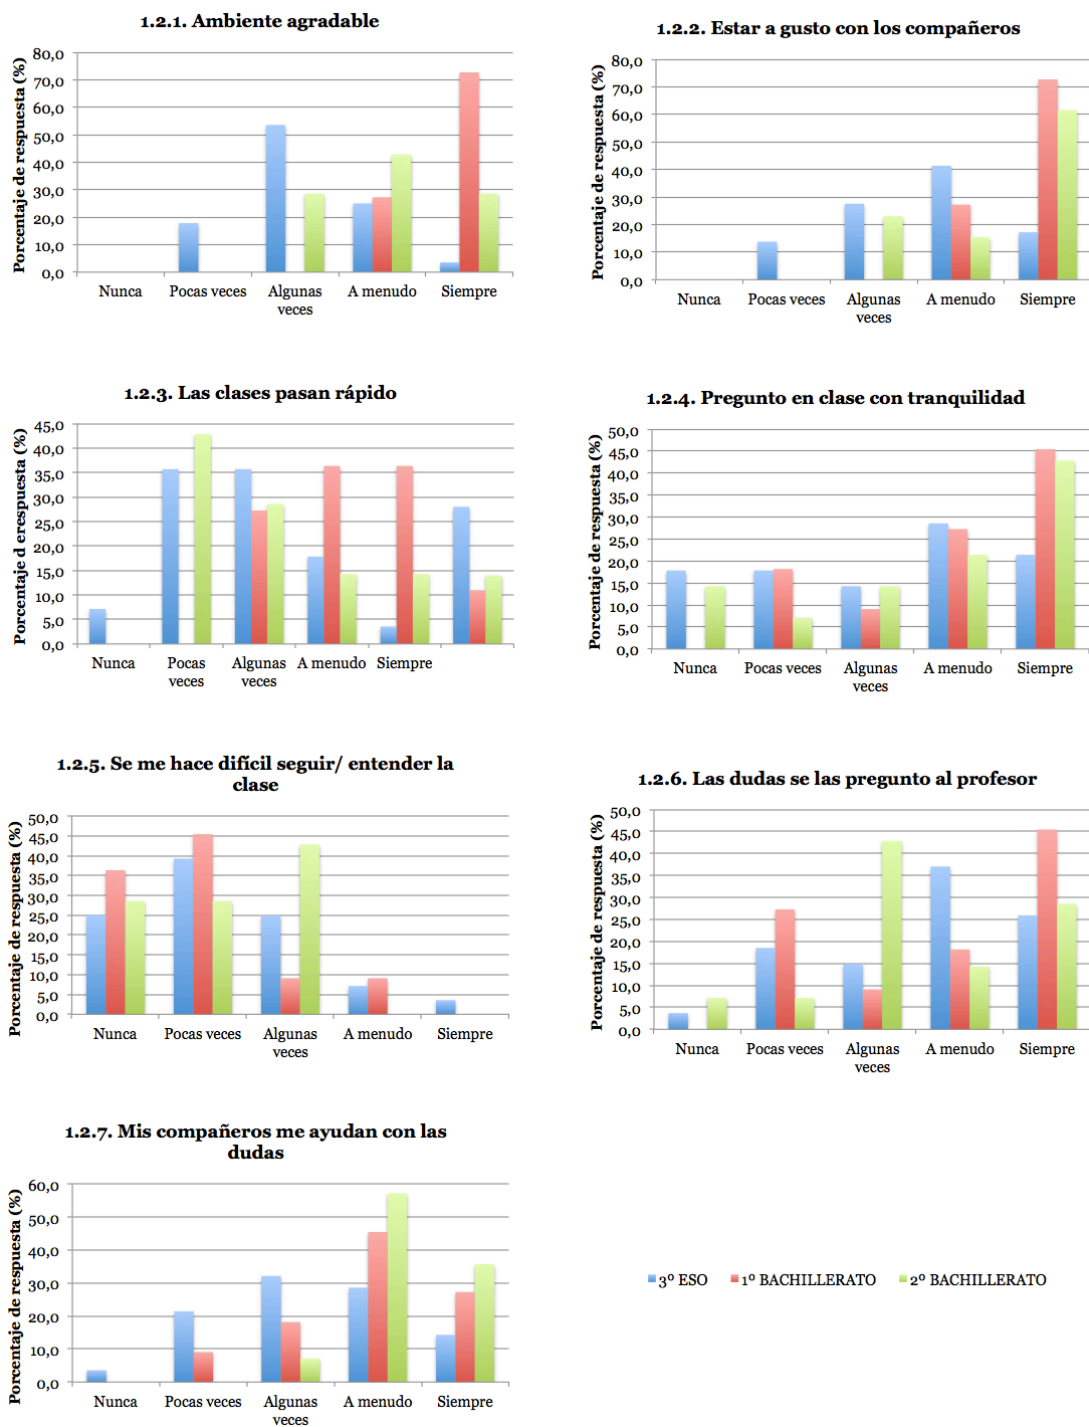 1.2.1. Ambiente agradable
Porcentaje de respuesta (%)
80,0
70,0
60,0
50,0
40,0
30,0
20,0
10,0
0,0
Nunca Pocas veces Algunas veces A menudo Siempre
1.2.2. Estar a gusto con los compañeros
Porcentaje de respuesta (%)
80,0
70,0
60,0
50,0
40,0
30,0
20,0
10,0
0,0
Nunca Pocas veces Algunas veces A menudo Siempre
1.2.3. Las clases pasan rápido
Porcentaje d erespuesta (%)
45,0
40,0
35,0
30,0
25,0
20,0
15,0
10,0
5,0
0,0
Nunca Pocas veces Algunas veces A menudo Siempre
1.2.4. Pregunto en clase con tranquilidad
Porcentaje de respuesta (%)
50,0
45,0
40,0
35,0
30,0
25,0
20,0
15,0
10,0
5,0
0,0
Nunca Pocas veces Algunas veces A menudo Siempre
1.2.5. Se me hace difícil seguir/ entender la
clase
Porcentaje de respuesta (%)
50,0
45,0
40,0
35,0
30,0
25,0
20,0
15,0
10,0
5,0
0,0
Nunca Pocas veces Algunas veces A menudo Siempre
1.2.6. Las dudas se las pregunto al profesor
Porcentaje de respuesta (%)
50,0
45,0
40,0
35,0
30,0
25,0
20,0
15,0
10,0
5,0
0,0
Nunca Pocas veces Algunas veces A menudo Siempre
1.2.7. Mis compañeros me ayudan con las
dudas
Porcentaje de respuesta (%)
60,0
50,0
40,0
30,0
20,0
10,0
0,0
Nunca Pocas veces Algunas veces A menudo Siempre
3º ESO 1º BACHILLERATO 2º BACHILLERATO